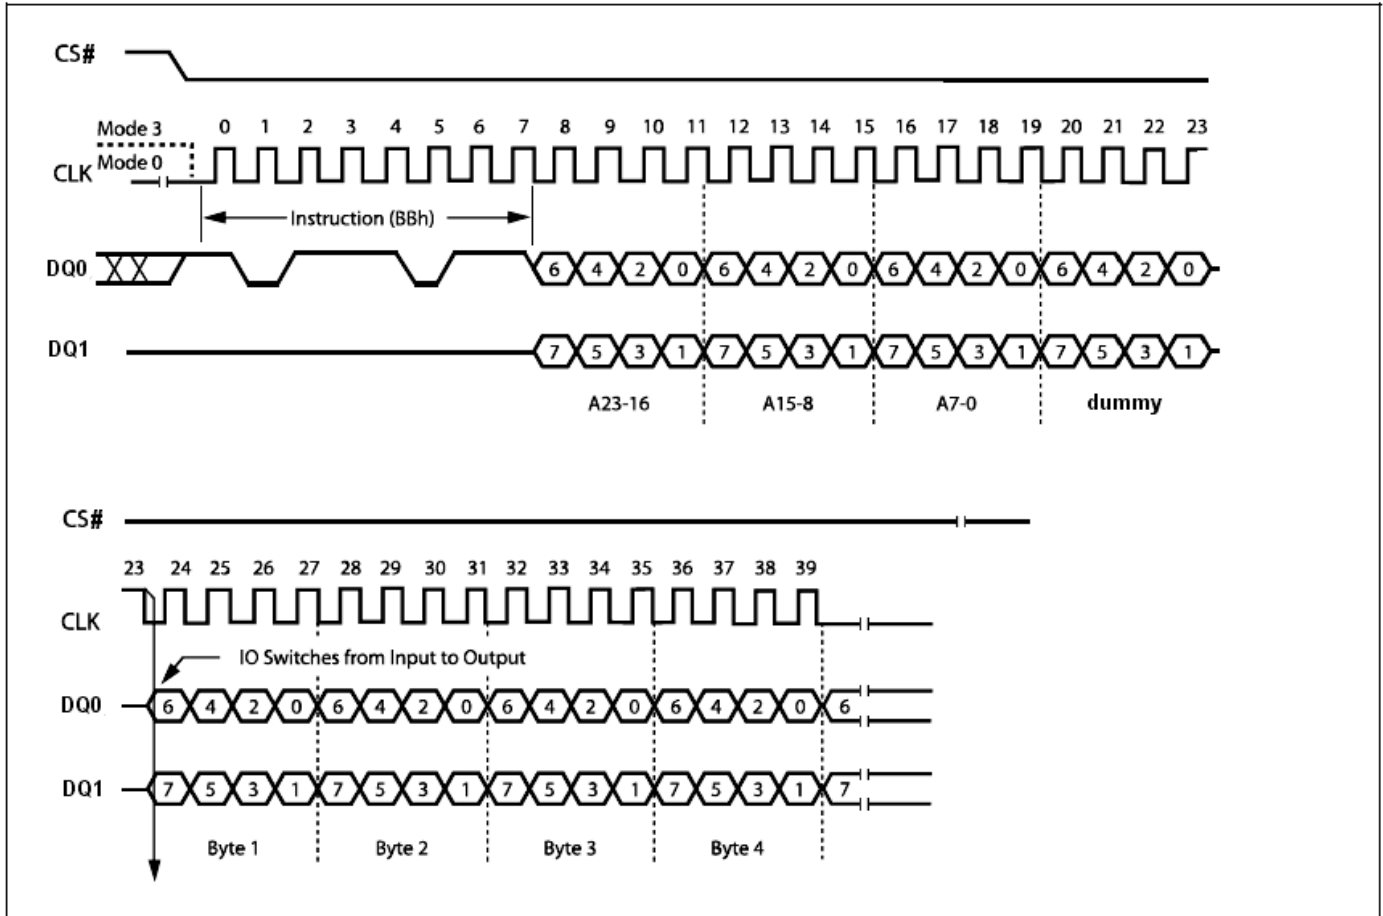 CS#
Mode 3 0 1 2 3 4 5 6 7 8 9 10 11 12 13 14 15 16 17 18 19 20 21 22 23
CLK Mode 0
Instruction (BBh)
DQ0 6 4 2 0 6 4 2 0 6 4 2 0 6 4 2 0
DQ1 7 5 3 1 7 5 3 1 7 5 3 1 7 5 3 1
A23-16 A15-8 A7-0 dummy
CS#
23 24 25 26 27 28 29 30 31 32 33 34 35 36 37 38 39
CLK
IO Switches from Input to Output
DQ0 6 4 2 0 6 4 2 0 6 4 2 0 6 4 2 0 6
DQ1 7 5 3 1 7 5 3 1 7 5 3 1 7 5 3 1 7
Byte 1 Byte 2 Byte 3 Byte 4